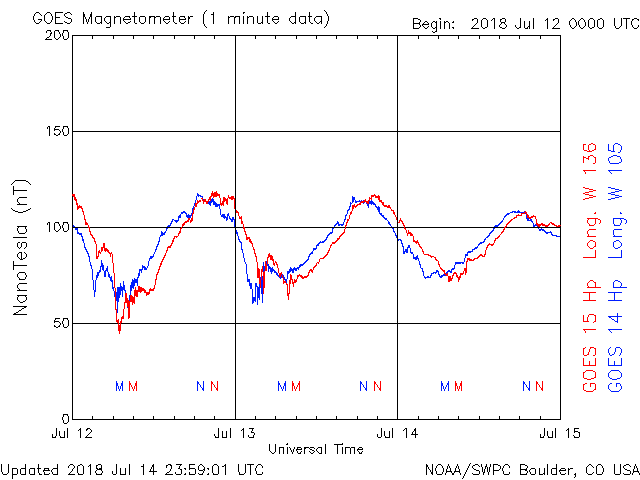 GOES Magnetometer (1 minute data)
Begin: 2018 Jul 12 0000 UTC
200
150
100
50
0
NanoTesla (nT)
M M N N M M N N M M N N
Jul 12 Jul 13 Jul 14 Jul 15
Universal Time
GOES 15 Hp Long. W 136
GOES 14 Hp Long. W 105
Updated 2018 Jul 14 23:59:01 UTC
NOAA/SWPC Boulder, CO USA